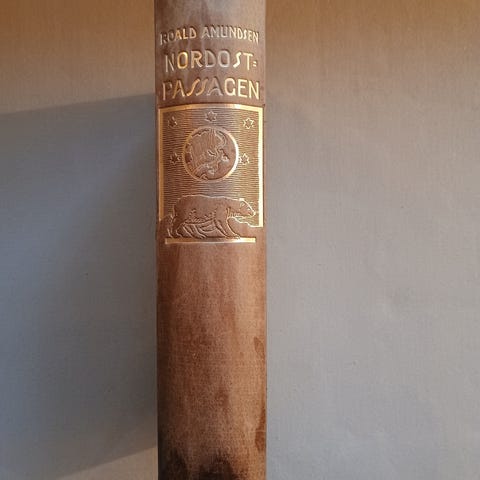 ROALD AMUNDSEN
NORDOST=
PASSAGEN